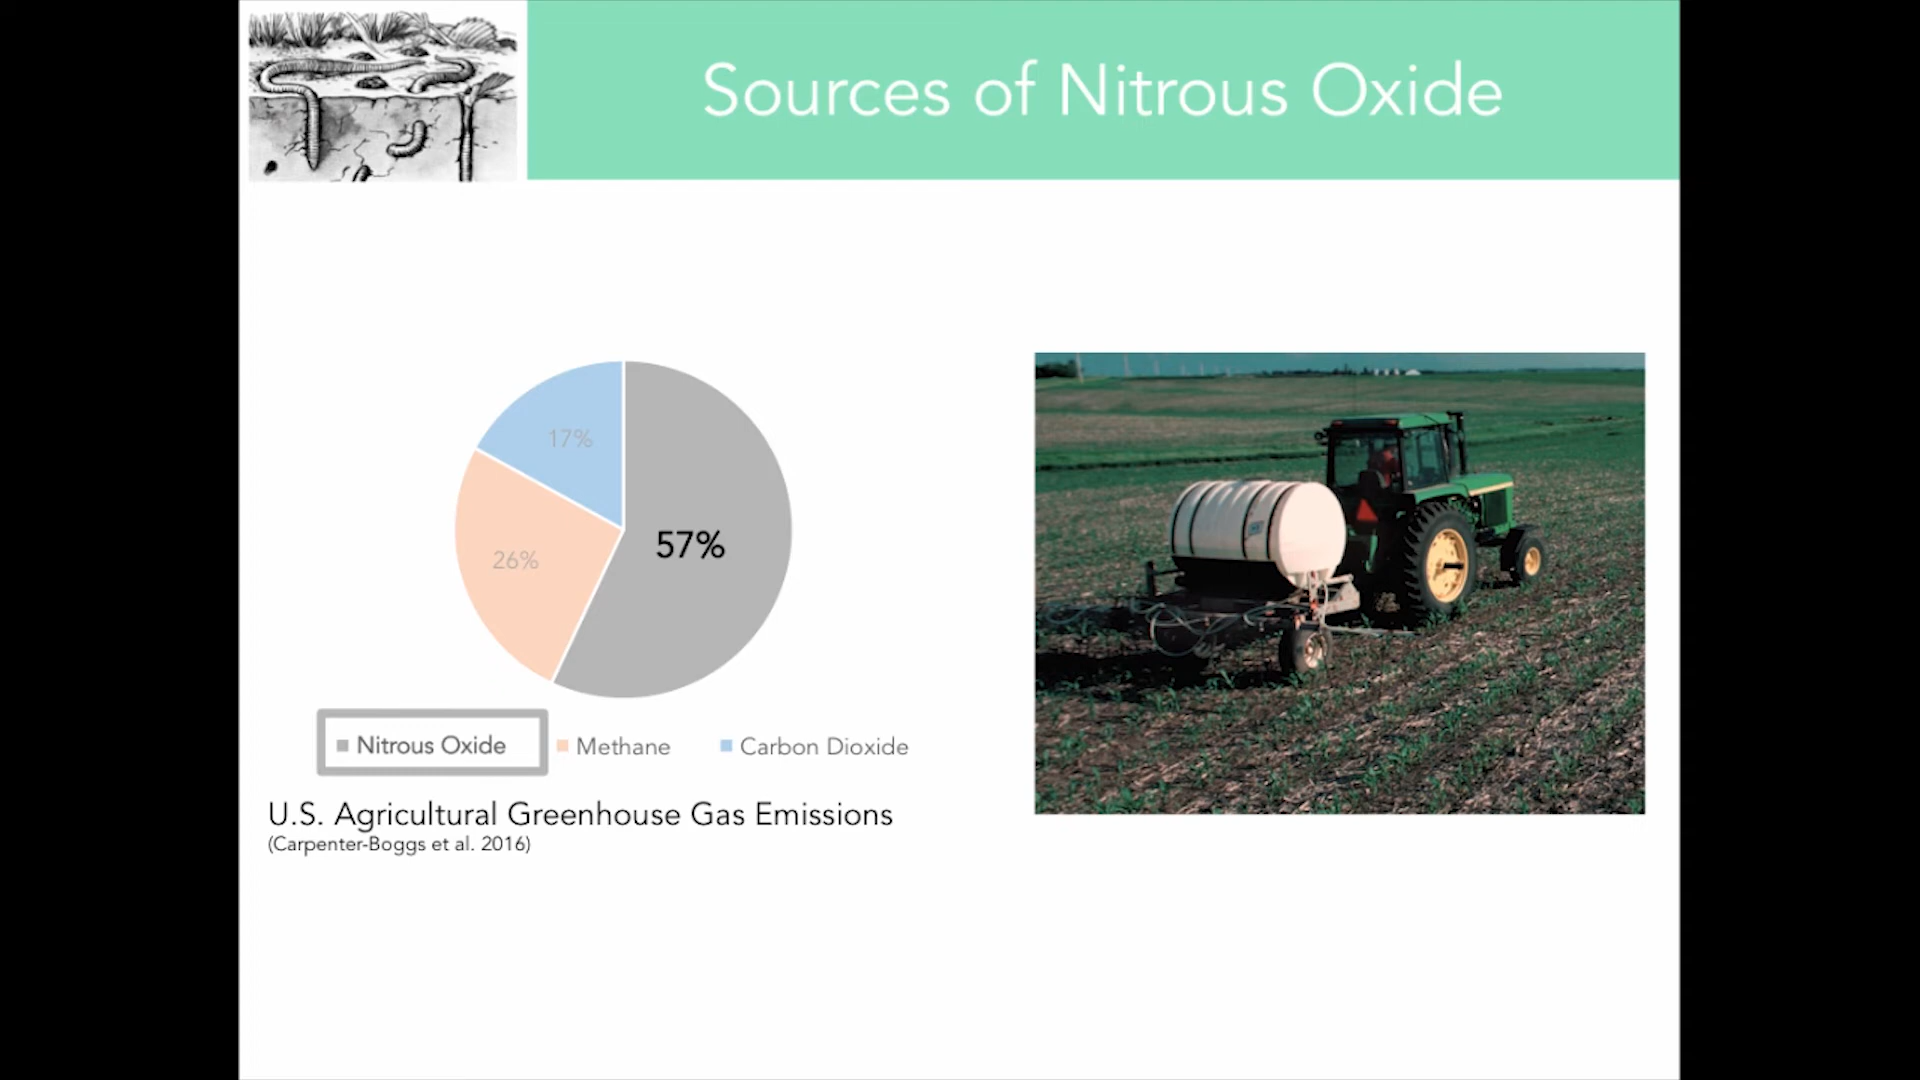 Sources of Nitrous Oxide
17%
57%
26%
Nitrous Oxide
Methane
Carbon Dioxide
U.S. Agricultural Greenhouse Gas Emissions
(Carpenter-Boggs et al. 2016)